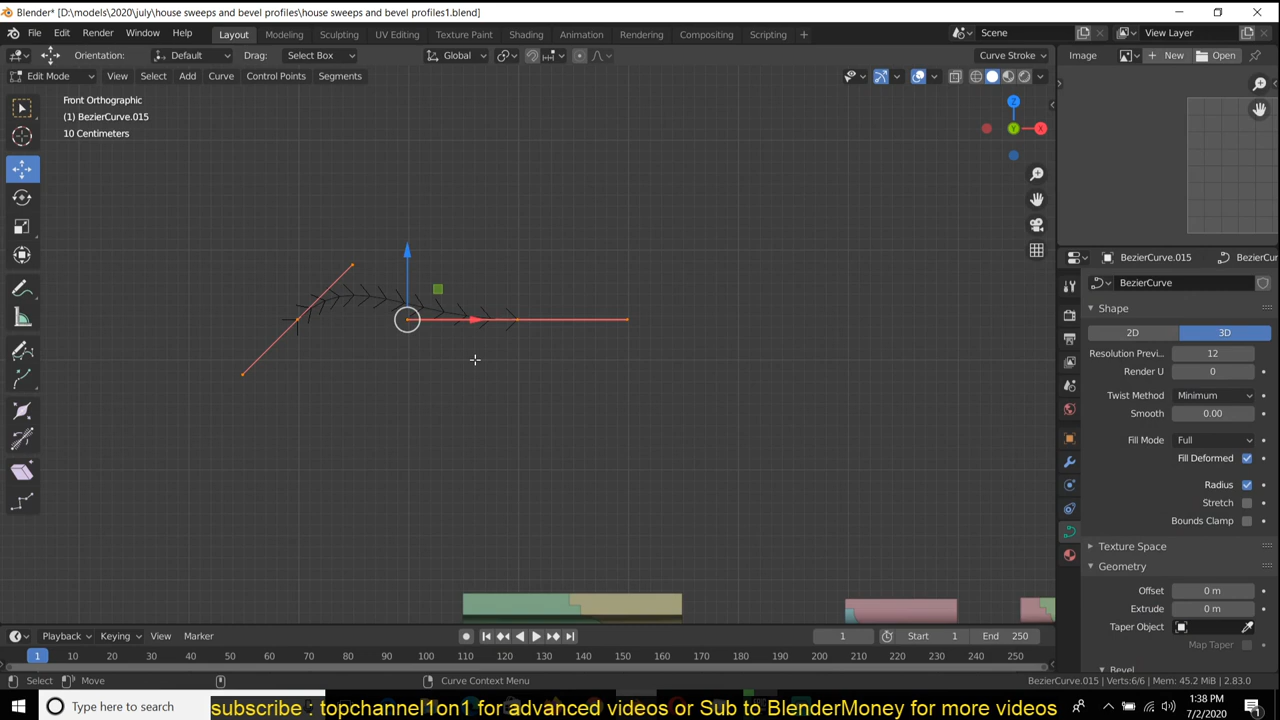 Blender* [D:\models\2020\july\house sweeps and bevel profiles\house sweeps and bevel profiles1.blend]
File Edit Render Window Help Layout Modeling Sculpting UV Editing Texture Paint Shading Animation Rendering Compositing Scripting Scene View Layer
Orientation: Default Drag: Select Box Global Curve Stroke Image New Open
Edit Mode View Select Add Curve Control Points Segments
Front Orthographic
(1) BezierCurve.015
10 Centimeters
Z
Y
X
BezierCurve.015 BezierCur
BezierCurve
Shape
2D 3D
Resolution Previ... 12
Render U 0
Twist Method Minimum
Smooth 0.00
Fill Mode Full
Fill Deformed
Radius
Stretch
Bounds Clamp
Texture Space
Geometry
Offset 0 m
Extrude 0 m
Taper Object
Map Taper
Bevel
Playback Keying View Marker 1 Start 1 End 250
1 10 20 30 40 50 60 70 80 90 100 110 120 130 140 150 160 170 180 190 200 210 220 230 240 250
Select Move Curve Context Menu BezierCurve.015 | Verts:6/6 | Mem: 45.2 MiB | 2.83.0
Type here to search
subscribe : topchannel1on1 for advanced videos or Sub to BlenderMoney for more videos
1:38 PM
7/2/2020
1